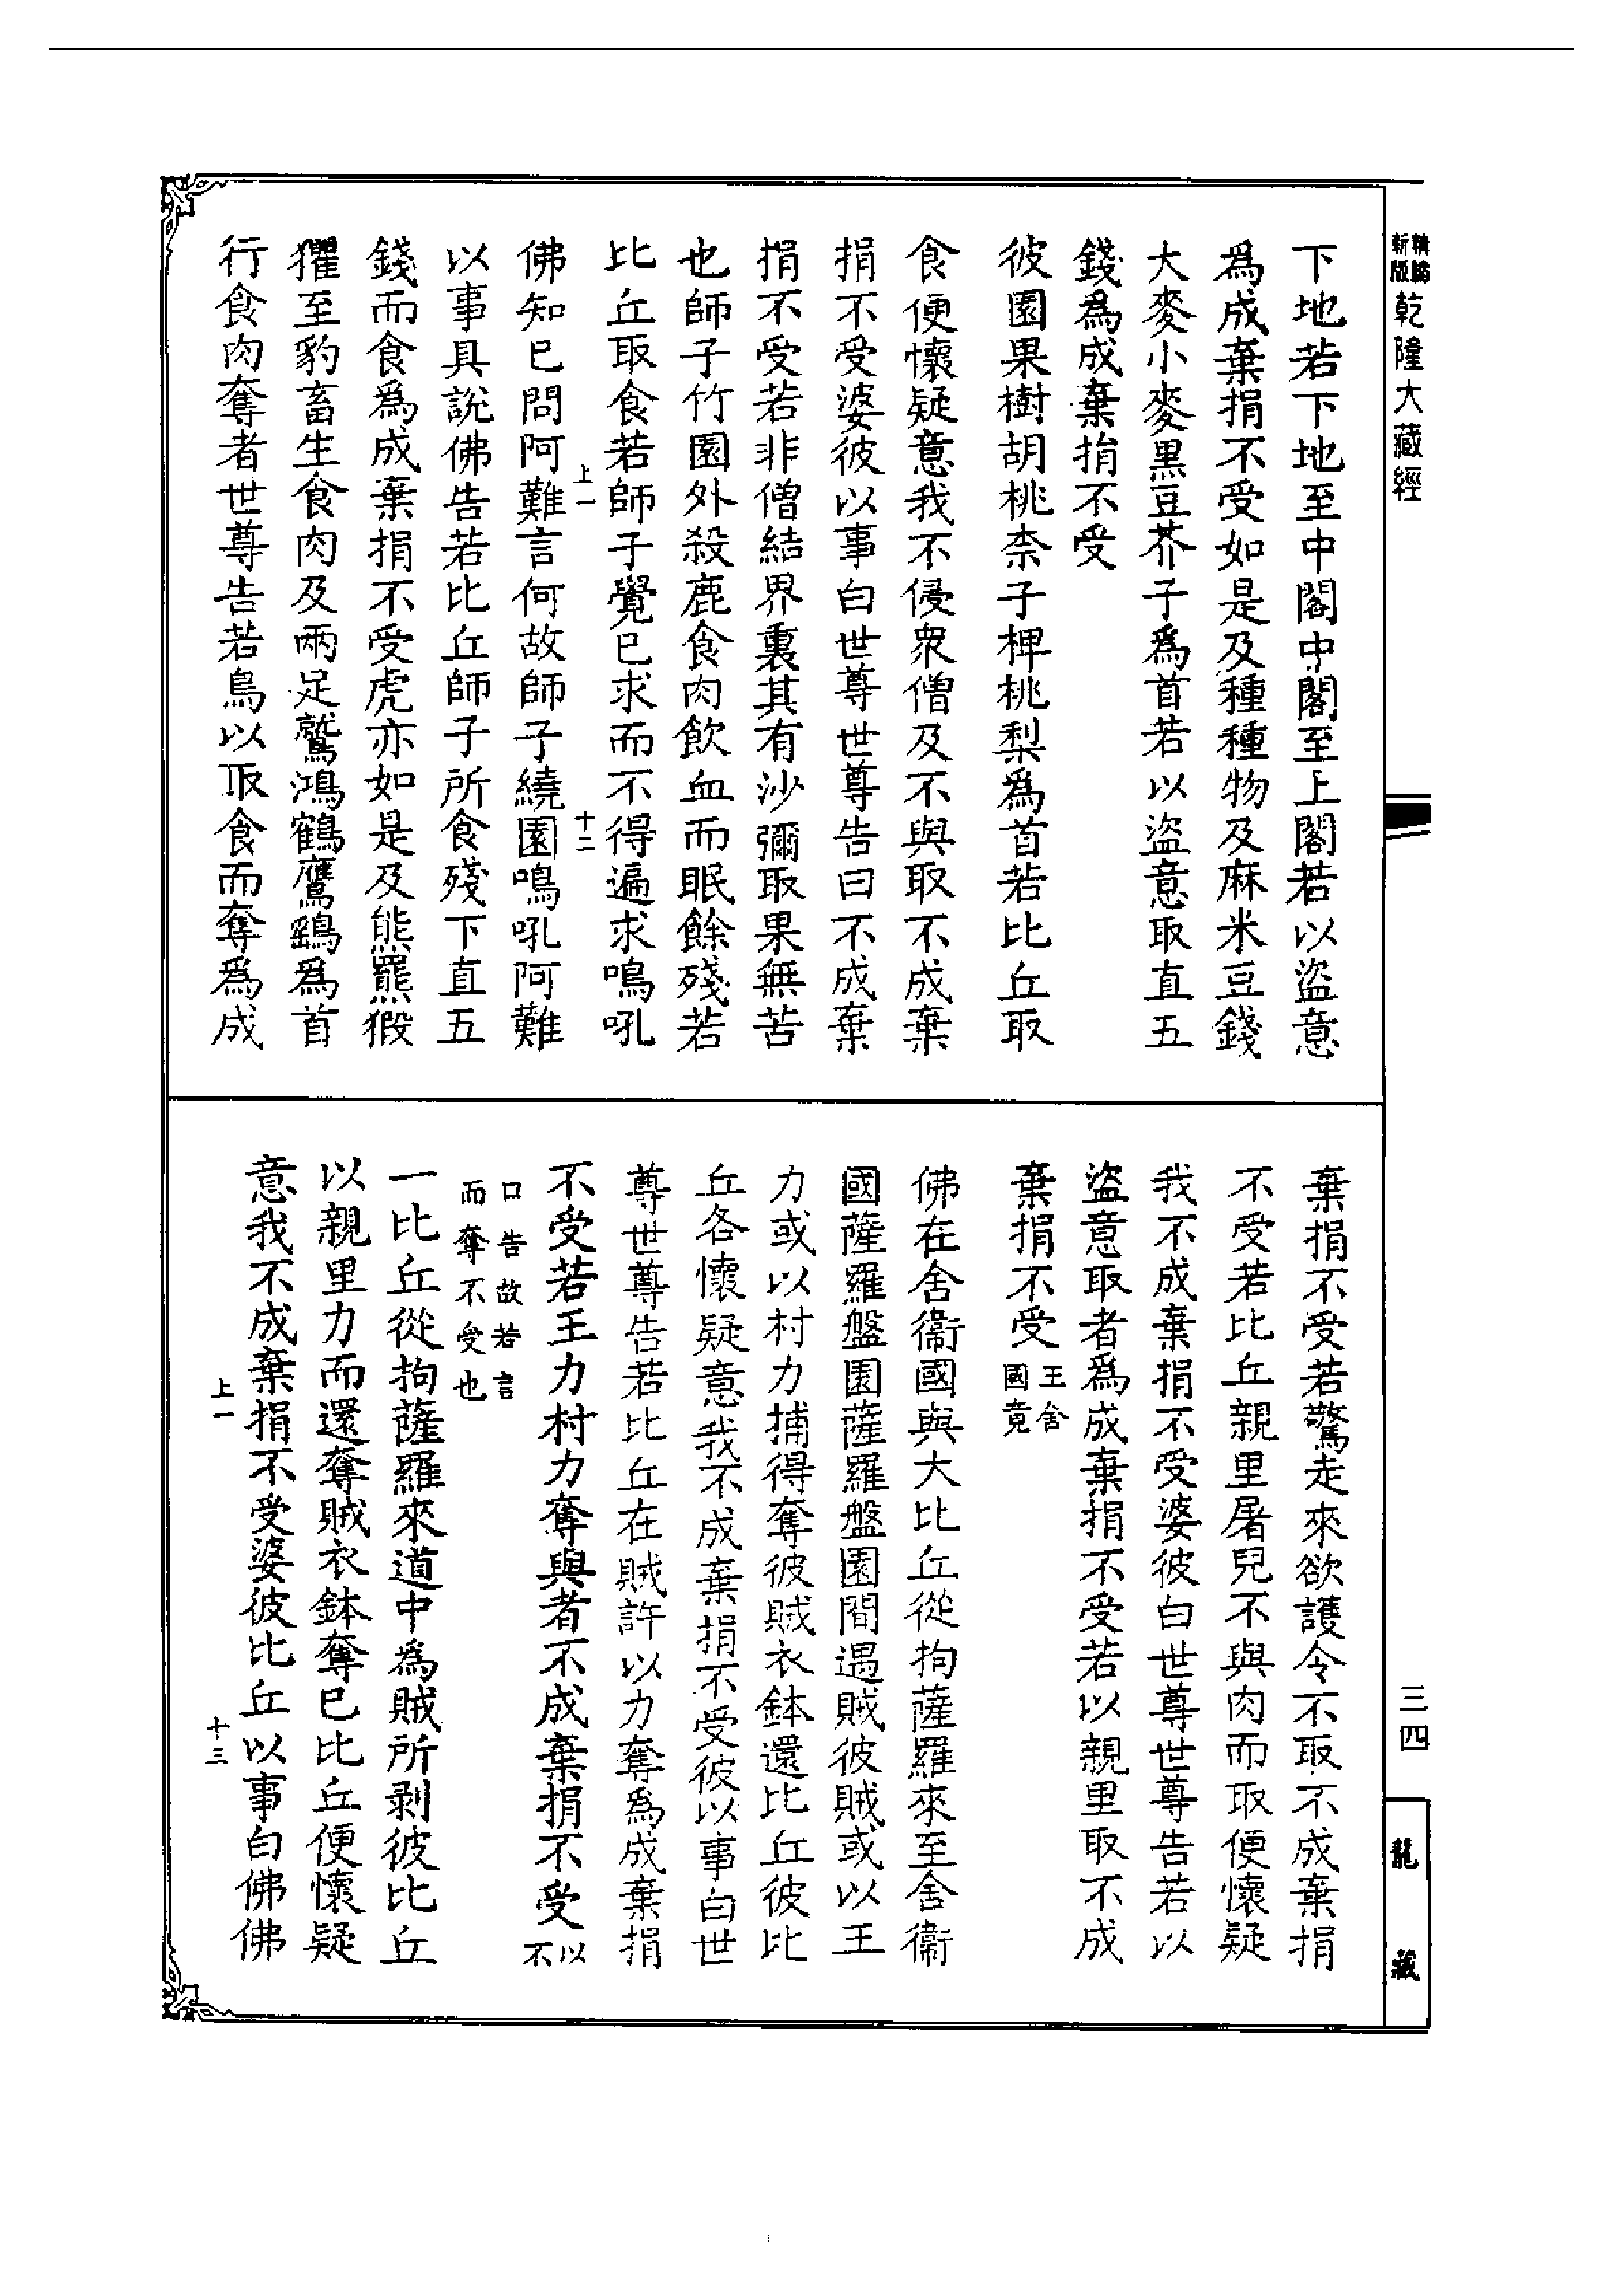 精編
新版
乾隆大藏經
三四
龍藏
下地若下地至中閣中閣至上閣若以盜意
爲成棄捐不受如是及種種物及麻米豆錢
大麥小麥黑豆芥子爲首若以盜意取直五
錢爲成棄捐不受
彼園果樹胡桃柰子椑桃梨爲首若比丘取
食便懷疑意我不侵衆僧及不與取不成棄
捐不受婆彼以事白世尊世尊告曰不成棄
捐不受若非僧結界裏其有沙彌取果無苦
也師子竹園外殺鹿食肉飲血而眠餘殘若
比丘取食若師子覺已求而不得遍求鳴吼
上一 十二
佛知已問阿難言何故師子繞園鳴吼阿難
以事具說佛告若比丘師子所食殘下直五
錢而食爲成棄捐不受虎亦如是及熊羆猳
玃至豹畜生食肉及兩足鷲鴻鶴鷹鷂爲首
行食肉奪者世尊告若鳥以取食而奪爲成
棄捐不受若驚走來欲護令不取不成棄捐
不受若比丘親里屠兒不與肉而取便懷疑
我不成棄捐不受婆彼白世尊世尊告若以
盜意取者爲成棄捐不受若以親里取不成
棄捐不受王舍國竟
佛在舍衞國與大比丘從拘薩羅來至舍衞
國薩羅盤園薩羅盤園間遇賊彼賊或以王
力或以村力捕得奪彼賊衣鉢還比丘彼比
丘各懷疑意我不成棄捐不受彼以事白世
尊世尊告若比丘在賊許以力奪爲成棄捐
不受若王力村力奪與者不成棄捐不受以不
口告故若言
而奪不受也
一比丘從拘薩羅來道中爲賊所剥彼比丘
以親里力而還奪賊衣鉢奪已比丘便懷疑
意我不成棄捐不受婆彼比丘以事白佛佛
上一 十三